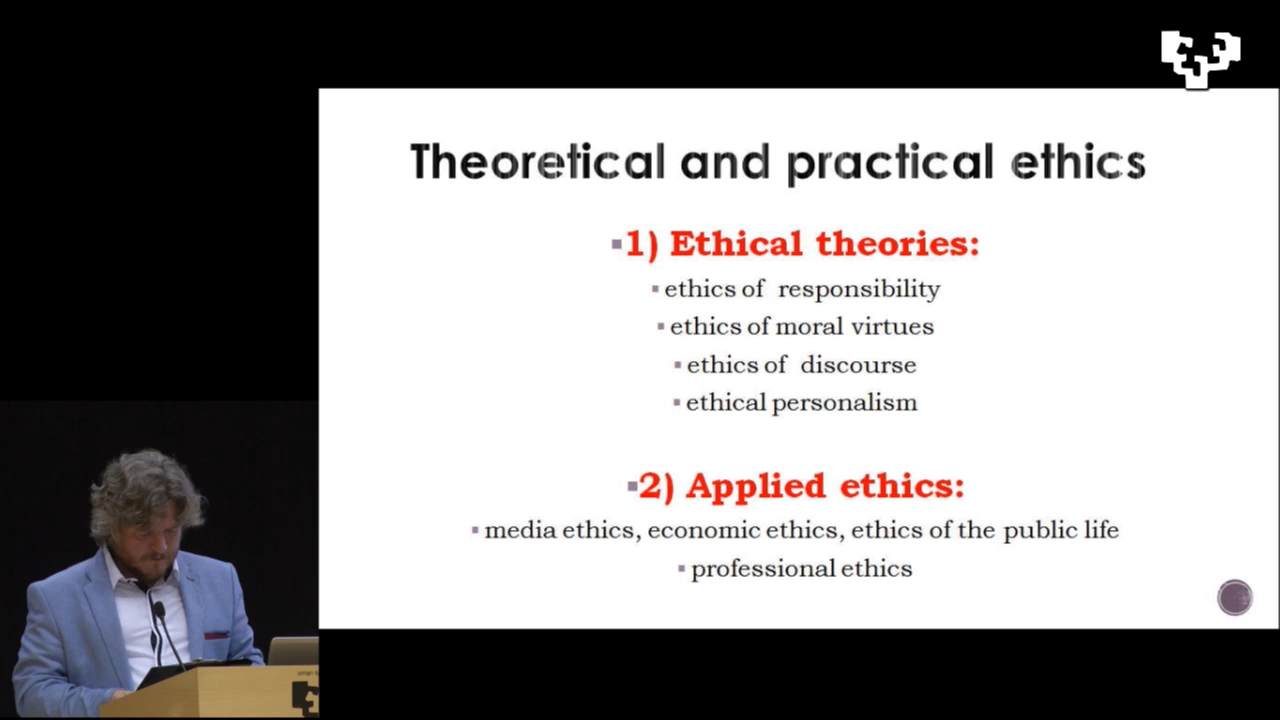 Theoretical and practical ethics
▪1) Ethical theories:
▪ ethics of responsibility
▪ ethics of moral virtues
▪ ethics of discourse
▪ ethical personalism
▪2) Applied ethics:
▪ media ethics, economic ethics, ethics of the public life
▪ professional ethics